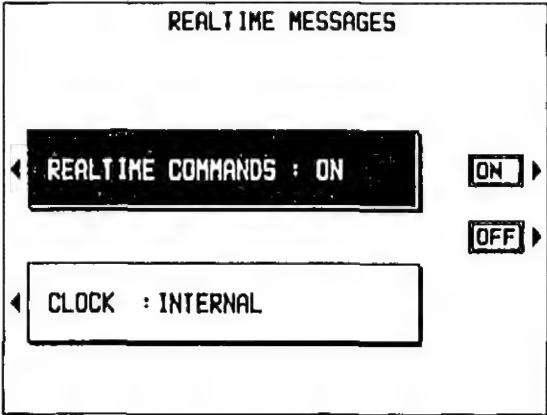 REALTIME MESSAGES
REALTIME COMMANDS : ON
ON
OFF
CLOCK : INTERNAL